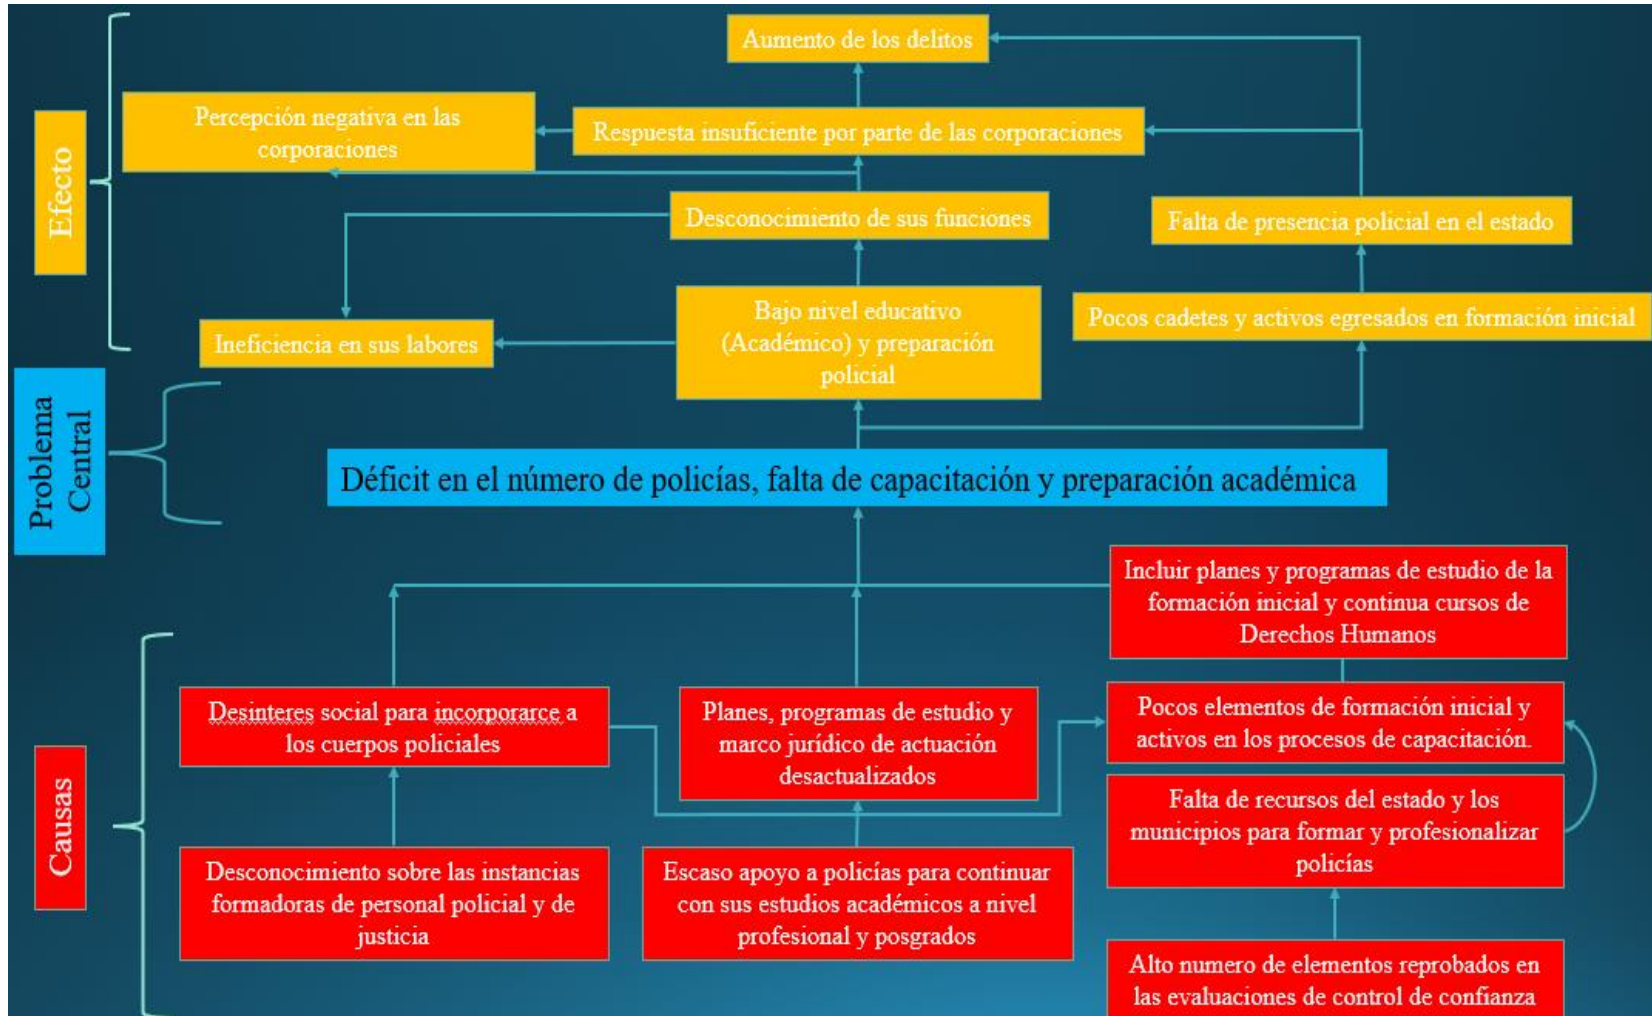 Aumento de los delitos
Percepción negativa en las
corporaciones
Respuesta insuficiente por parte de las corporaciones
Efecto
Desconocimiento de sus funciones
Falta de presencia policial en el estado
Bajo nivel educativo
(Académico) y preparación
policial
Pocos cadetes y activos egresados en formación inicial
Ineficiencia en sus labores
Problema
Central
Déficit en el número de policías, falta de capacitación y preparación académica
Incluir planes y programas de estudio de la
formación inicial y continua cursos de
Derechos Humanos
Causas
Desinteres social para incorporarce a
los cuerpos policiales
Planes, programas de estudio y
marco jurídico de actuación
desactualizados
Pocos elementos de formación inicial y
activos en los procesos de capacitación.
Falta de recursos del estado y los
municipios para formar y profesionalizar
policías
Desconocimiento sobre las instancias
formadoras de personal policial y de
justicia
Escaso apoyo a policías para continuar
con sus estudios académicos a nivel
profesional y posgrados
Alto numero de elementos reprobados en
las evaluaciones de control de confianza